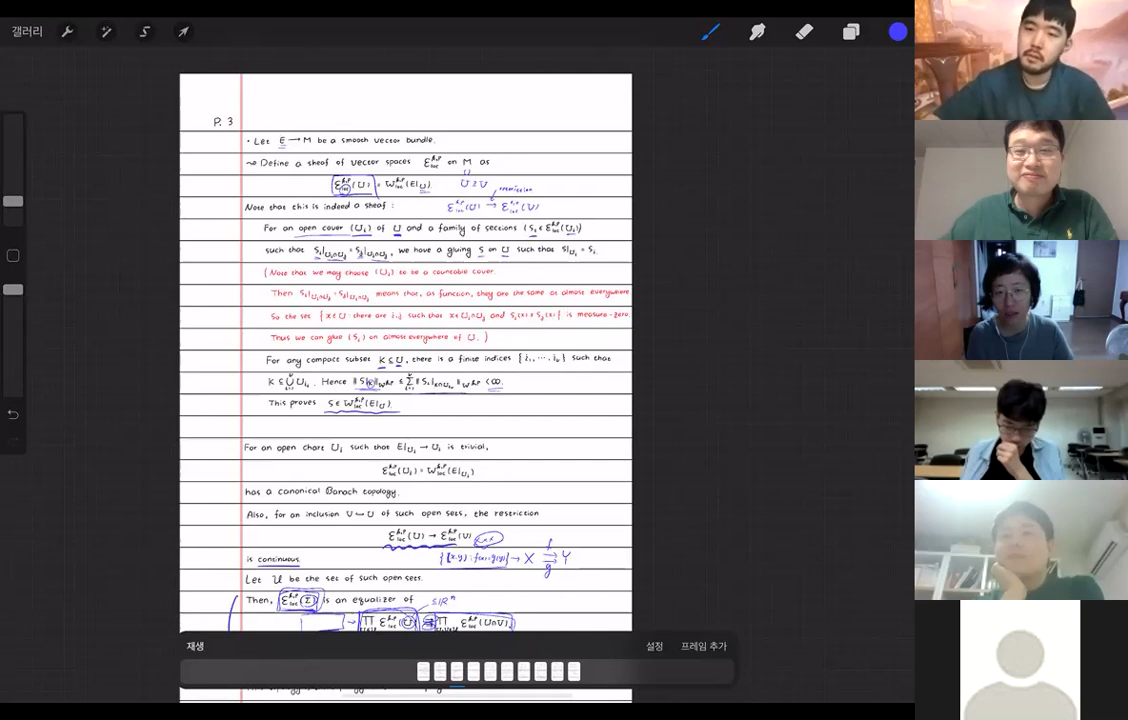 갤러리
P. 3
· Let E → M be a smooth vector bundle.
⇝ Define a sheaf of vector spaces ℰ^{k,p}_{loc} on M as
ℰ^{k,p}_{loc}(U) = W^{k,p}_{loc}(E|_U). U ⊇ V
restriction
Note that this is indeed a sheaf : ℰ^{k,p}_{loc}(U) → ℰ^{k,p}_{loc}(V)
For an open cover (U_i) of U and a family of sections (S_i ∈ ℰ^{k,p}_{loc}(U_i))
such that S_i|_{U_i∩U_j} = S_j|_{U_i∩U_j}, we have a gluing S on U such that S|_{U_i} = S_i.
(Note that we may choose (U_i) to be a countable cover.
Then S_i|_{U_i∩U_j} = S_j|_{U_i∩U_j} means that, as function, they are the same at almost everywhere
So the set {x∈U : there are i,j such that x∈U_i∩U_j and S_i(x) ≠ S_j(x)} is measure-zero.
Thus we can glue (S_i) on almost everywhere of U.)
For any compact subset K ⊆ U, there is a finite indices {i_1, ⋯, i_n} such that
Hence
This proves S ∈ W^{k,p}_{loc}(E|_U).
For an open chart U_i such that E|_{U_i} → U_i is trivial,
ℰ^{k,p}_{loc}(U_i) = W^{k,p}_{loc}(E|_{U_i})
has a canonical Banach topology.
Also, for an inclusion V ↪ U of such open sets, the restriction
ℰ^{k,p}_{loc}(U) → ℰ^{k,p}_{loc}(V)
is continuous. {(x,y) : f(x)=g(y)} → X ⇉ Y
f
g
Let 𝒰 be the set of such open sets.
Then, ℰ^{k,p}_{loc}(Σ) is an equalizer of ⊆ ℝ^n
→ ∏ ℰ^{k,p}_{loc}(U) ⇉ ∏ ℰ^{k,p}_{loc}(U∩V).
재생 설정 프레임 추가